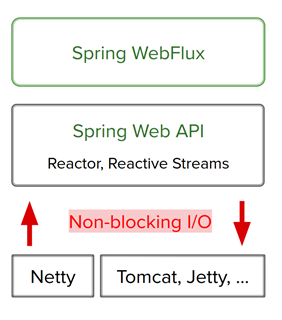 Spring WebFlux
Spring Web API
Reactor, Reactive Streams
Non-blocking I/O
Netty
Tomcat, Jetty, ...